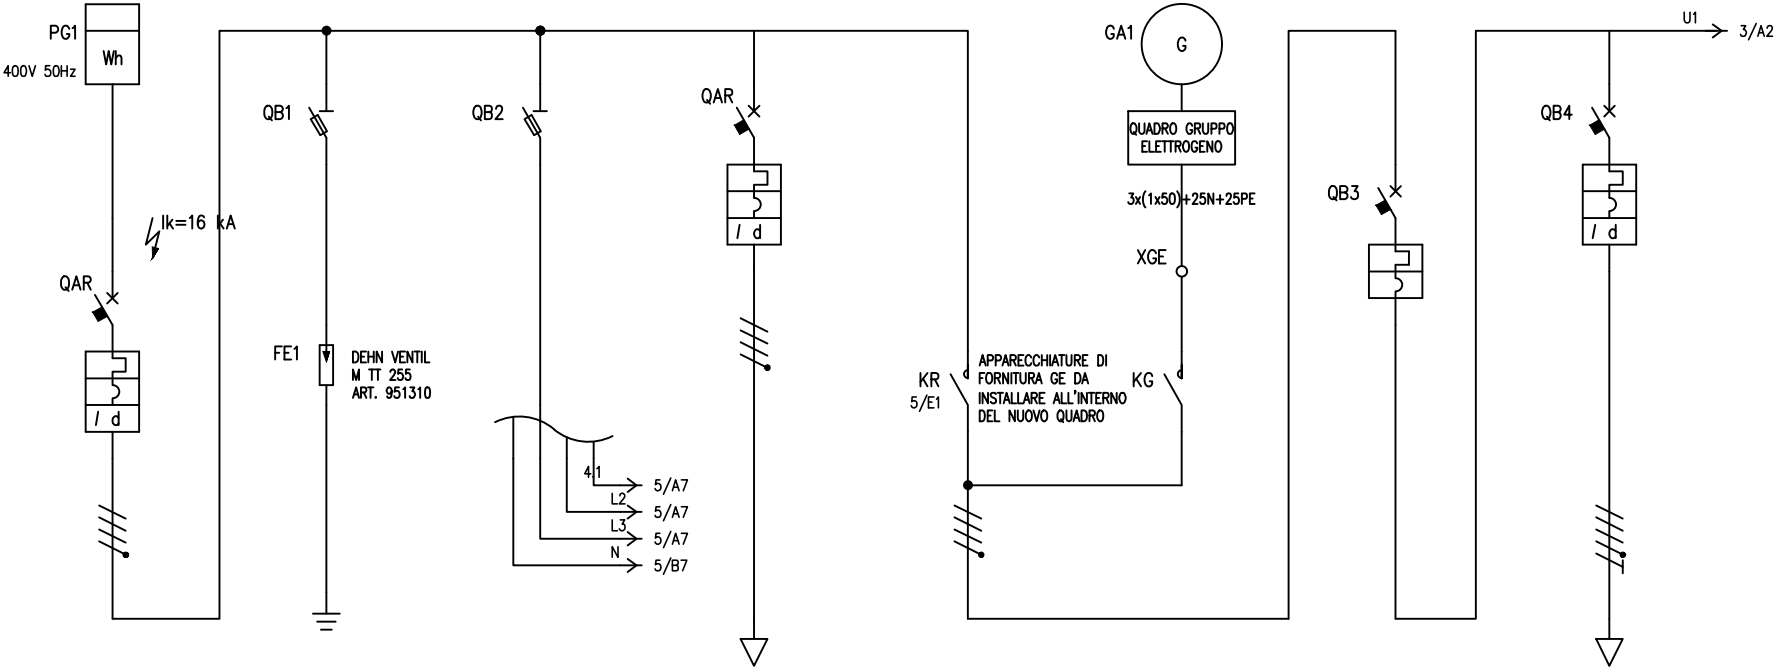 PG1
Wh
400V 50Hz
Ik=16 kA
QAR
I d
QB1
FE1
DEHN VENTIL
M TT 255
ART. 951310
QB2
L2
L3
N
5/A7
5/A7
5/A7
5/B7
QAR
I d
KR
5/E1
APPARECCHIATURE DI
FORNITURA GE DA
INSTALLARE ALL'INTERNO
DEL NUOVO QUADRO
GA1
G
QUADRO GRUPPO
ELETTROGENO
3x(1x50)+25N+25PE
XGE
KG
QB3
U1
3/A2
QB4
I d